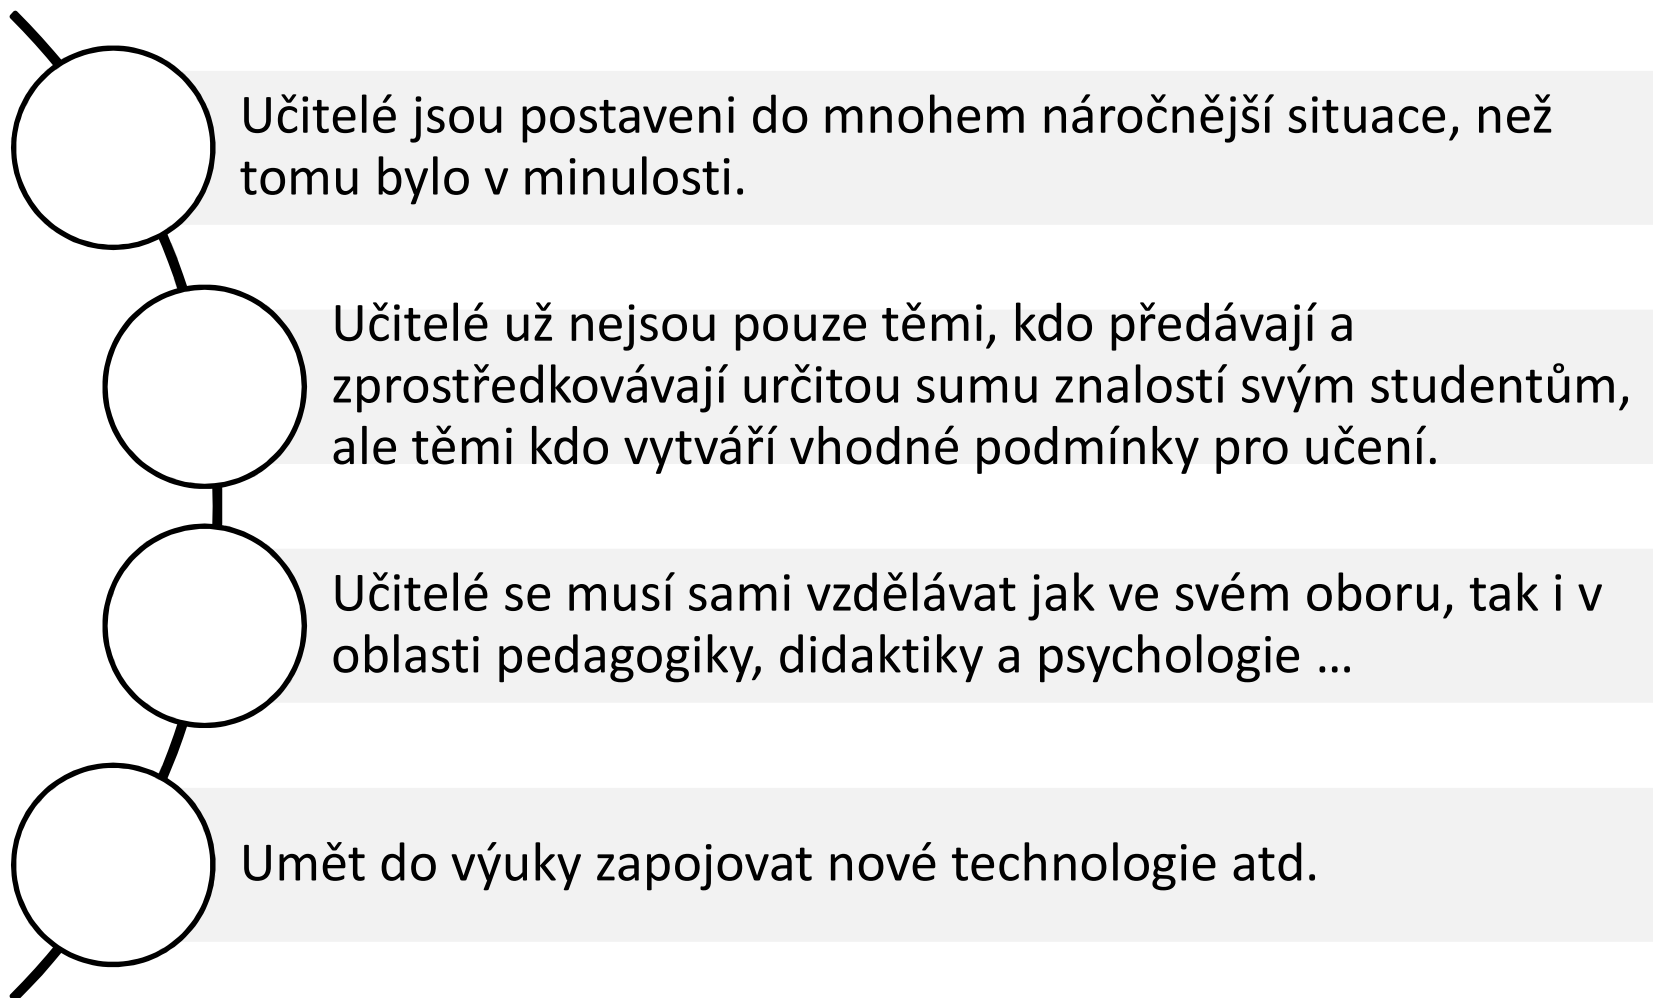 Učitelé jsou postaveni do mnohem náročnější situace, než
tomu bylo v minulosti.
Učitelé už nejsou pouze těmi, kdo předávají a
zprostředkovávají určitou sumu znalostí svým studentům,
ale těmi kdo vytváří vhodné podmínky pro učení.
Učitelé se musí sami vzdělávat jak ve svém oboru, tak i v
oblasti pedagogiky, didaktiky a psychologie …
Umět do výuky zapojovat nové technologie atd.